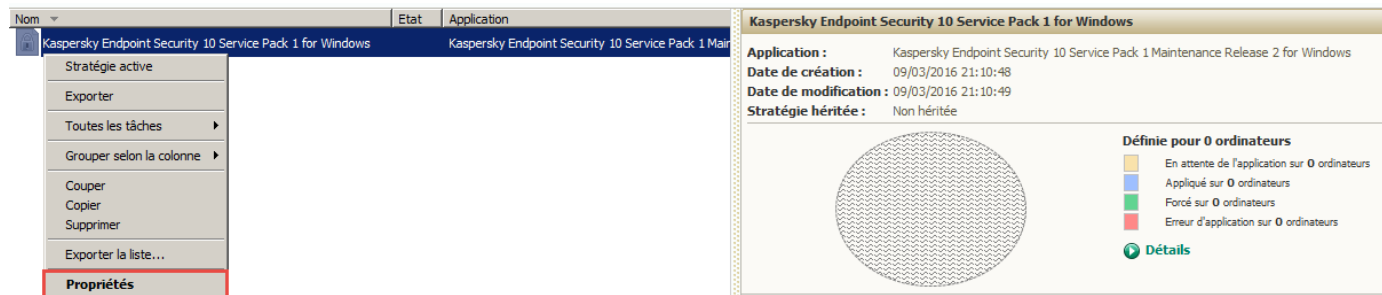 Nom Etat Application
Kaspersky Endpoint Security 10 Service Pack 1 for Windows Kaspersky Endpoint Security 10 Service Pack 1 Mair
Stratégie active
Exporter
Toutes les tâches
Grouper selon la colonne
Couper
Copier
Supprimer
Exporter la liste...
Propriétés
Kaspersky Endpoint Security 10 Service Pack 1 for Windows
Application : Kaspersky Endpoint Security 10 Service Pack 1 Maintenance Release 2 for Windows
Date de création : 09/03/2016 21:10:48
Date de modification : 09/03/2016 21:10:49
Stratégie héritée : Non héritée
Définie pour 0 ordinateurs
En attente de l'application sur 0 ordinateurs
Appliqué sur 0 ordinateurs
Forcé sur 0 ordinateurs
Erreur d'application sur 0 ordinateurs
Détails